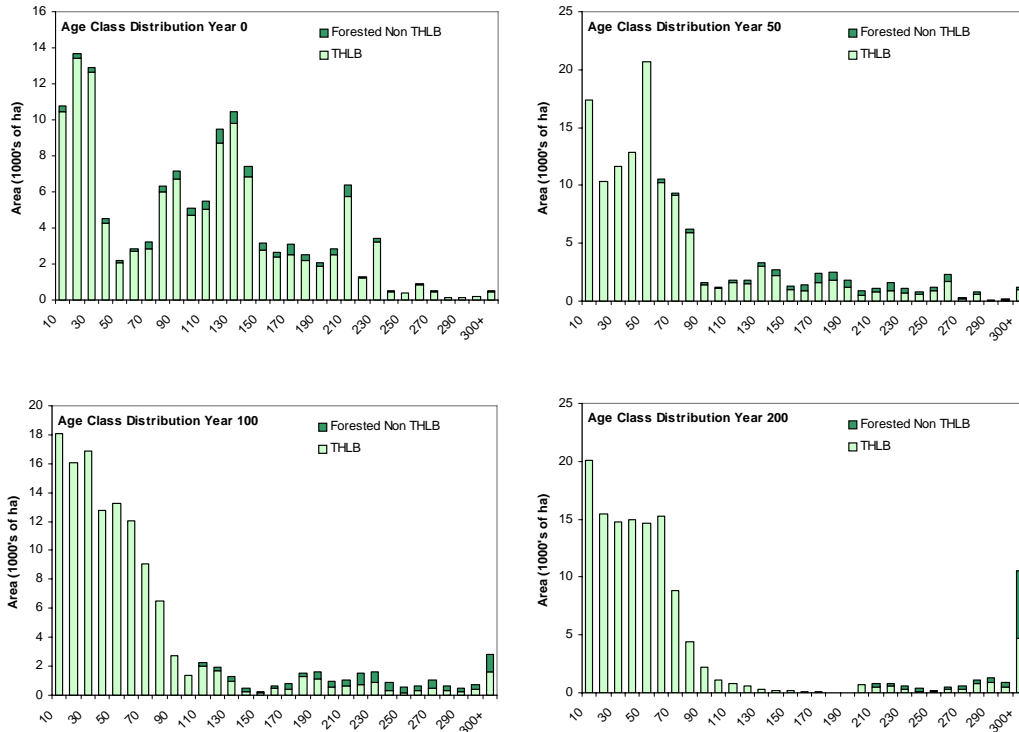 Age Class Distribution Year 0
Forested Non THLB
THLB
Area (1000's of ha)
16
14
12
10
8
6
4
2
0
10 30 50 70 90 110 130 150 170 190 210 230 250 270 290 300+
Age Class Distribution Year 50
Forested Non THLB
THLB
Area (1000's of ha)
25
20
15
10
5
0
10 30 50 70 90 110 130 150 170 190 210 230 250 270 290 300+
Age Class Distribution Year 100
Forested Non THLB
THLB
Area (1000's of ha)
20
18
16
14
12
10
8
6
4
2
0
10 30 50 70 90 110 130 150 170 190 210 230 250 270 290 300+
Age Class Distribution Year 200
Forested Non THLB
THLB
Area (1000's of ha)
25
20
15
10
5
0
10 30 50 70 90 110 130 150 170 190 210 230 250 270 290 300+